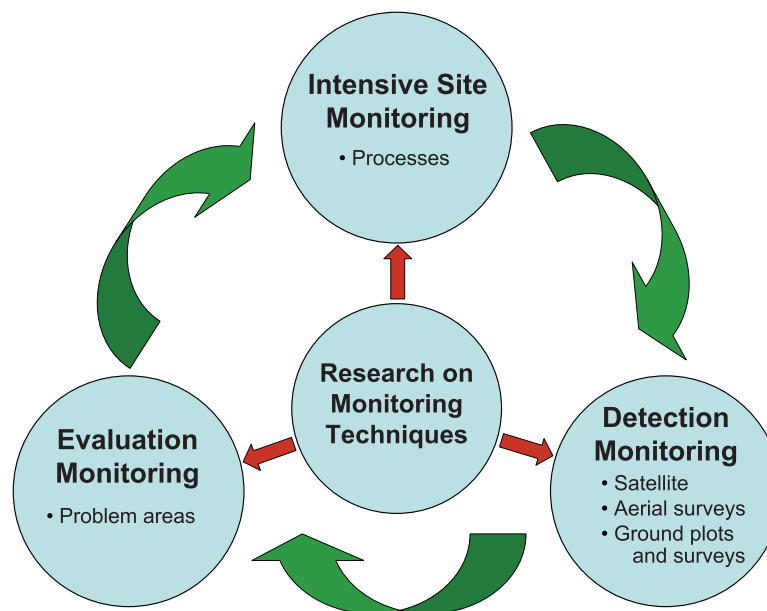 Intensive Site
Monitoring
• Processes
Research on
Monitoring
Techniques
Evaluation
Monitoring
• Problem areas
Detection
Monitoring
• Satellite
• Aerial surveys
• Ground plots
and surveys